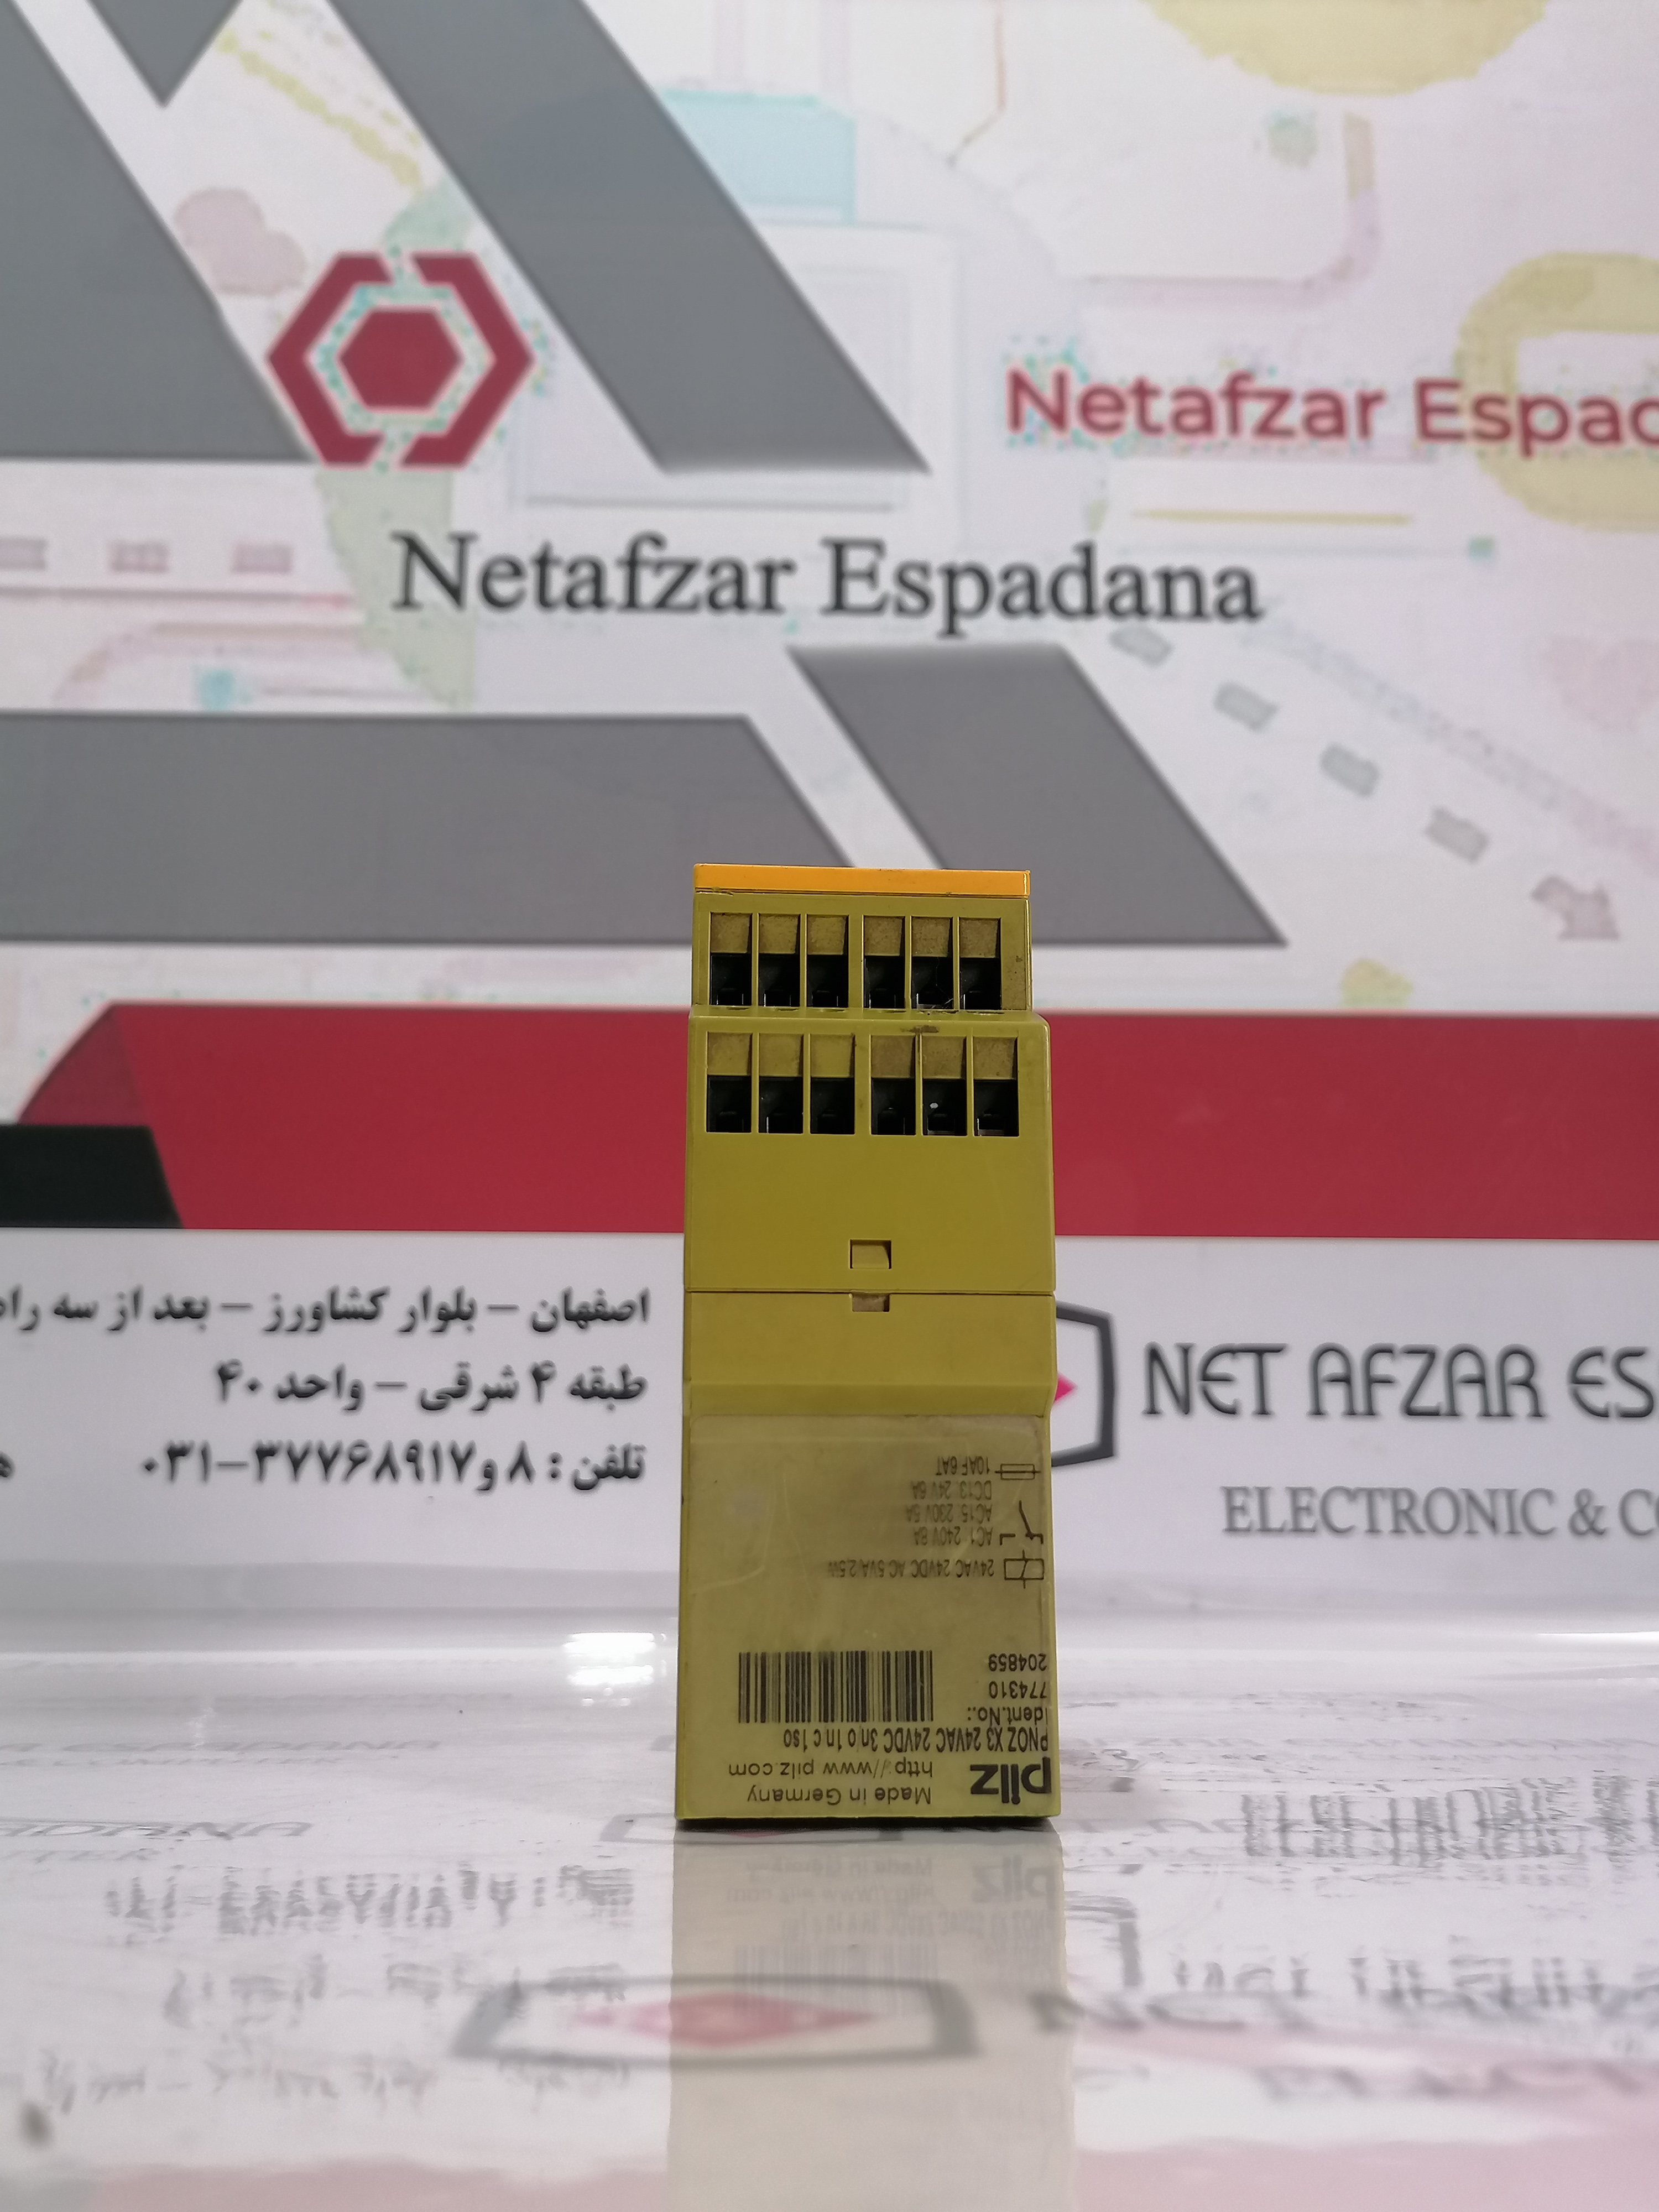 Netafzar Espad
Netafzar Espadana
اصفهان – بلوار کشاورز – بعد از سه راه
طبقه ۴ شرقی – واحد ۴۰
تلفن : ۸ و ۳۷۷۶۸۹۱۷-۰۳۱
NET AFZAR ES
ELECTRONIC & CO
pilz
Made in Germany
http://www.pilz.com
PNOZ X3 24VAC 24VDC 3n/o 1n/c 1so
Ident.No.:
774310
204859
24VAC 24VDC AC 5VA/2.5W
AC1 240V 8A
AC15 230V 5A
DC13 24V 6A
10AF 6AT